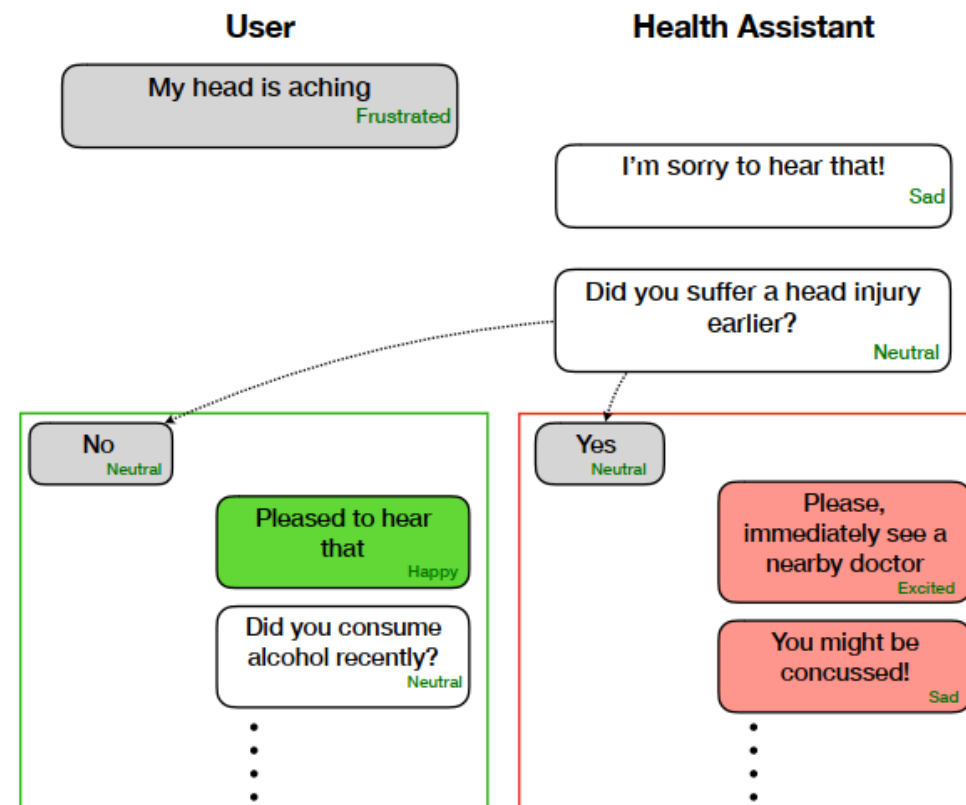 User
Health Assistant
My head is aching
Frustrated
I'm sorry to hear that!
Sad
Did you suffer a head injury
earlier?
Neutral
No
Neutral
Pleased to hear
that
Happy
Did you consume
alcohol recently?
Neutral
Yes
Neutral
Please,
immediately see a
nearby doctor
Excited
You might be
concussed!
Sad